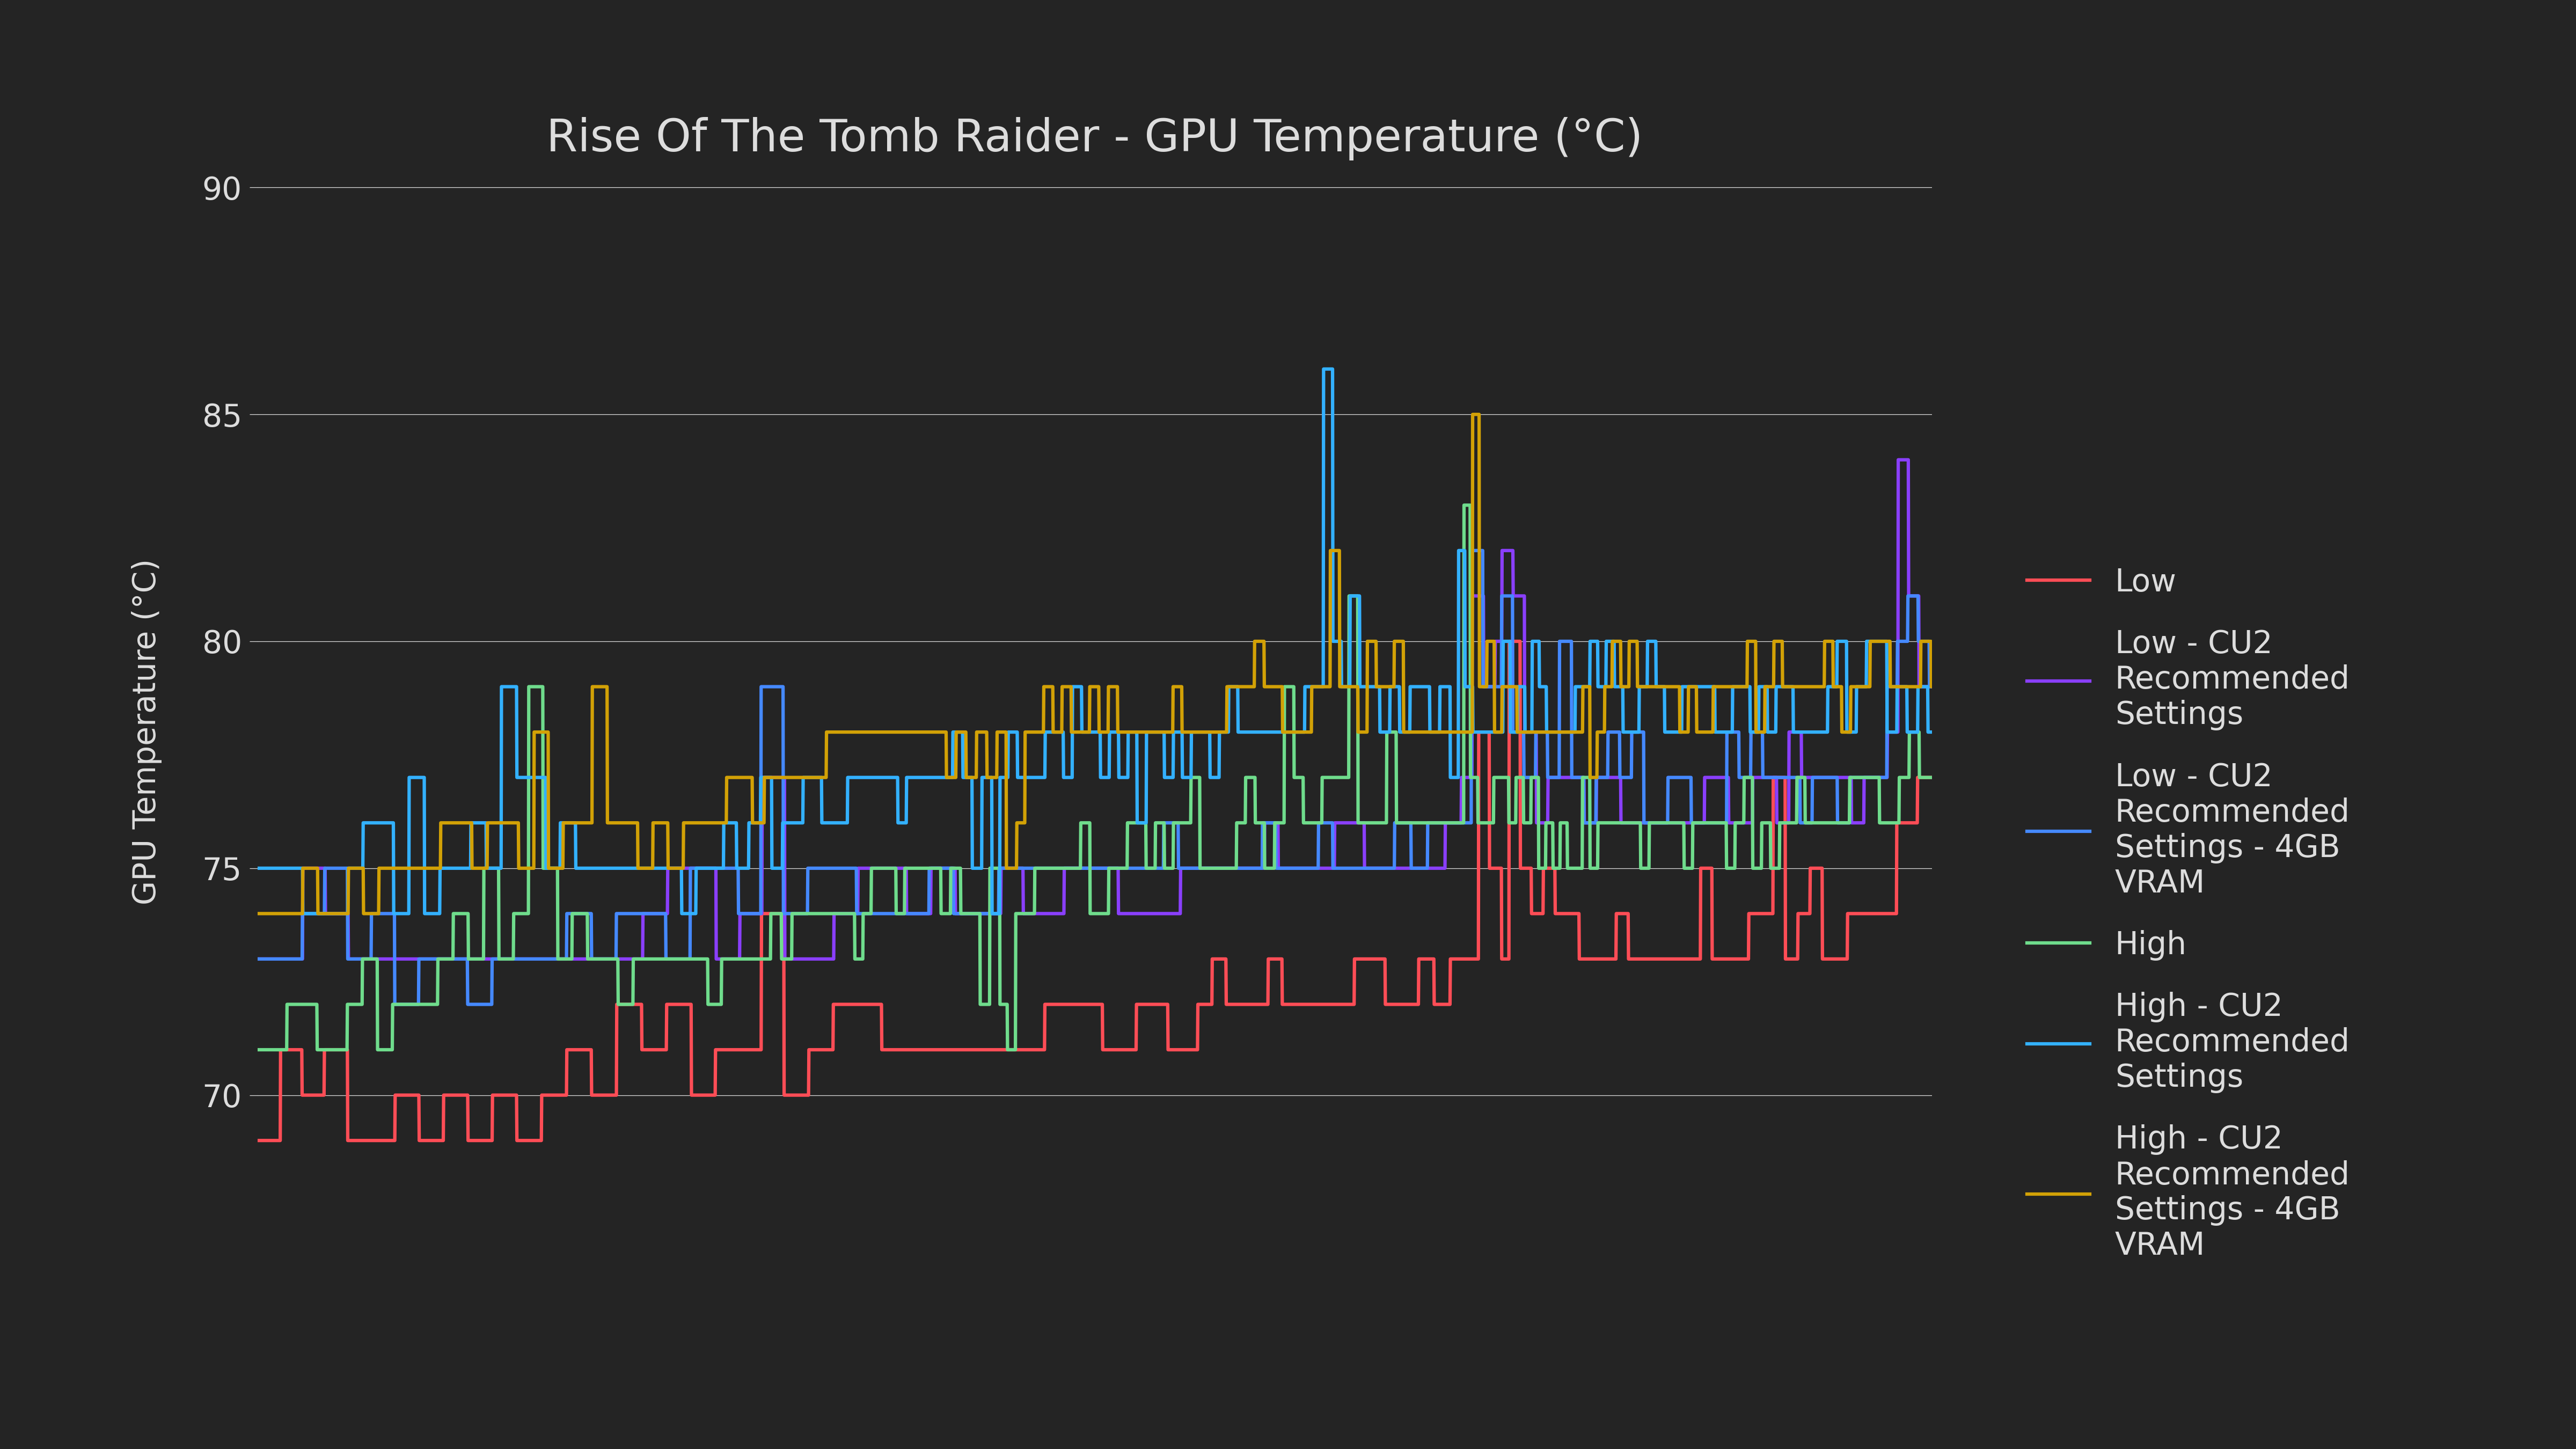 Rise Of The Tomb Raider - GPU Temperature (°C)
90
85
80
75
70
GPU Temperature (°C)
Low
Low - CU2
Recommended
Settings
Low - CU2
Recommended
Settings - 4GB
VRAM
High
High - CU2
Recommended
Settings
High - CU2
Recommended
Settings - 4GB
VRAM